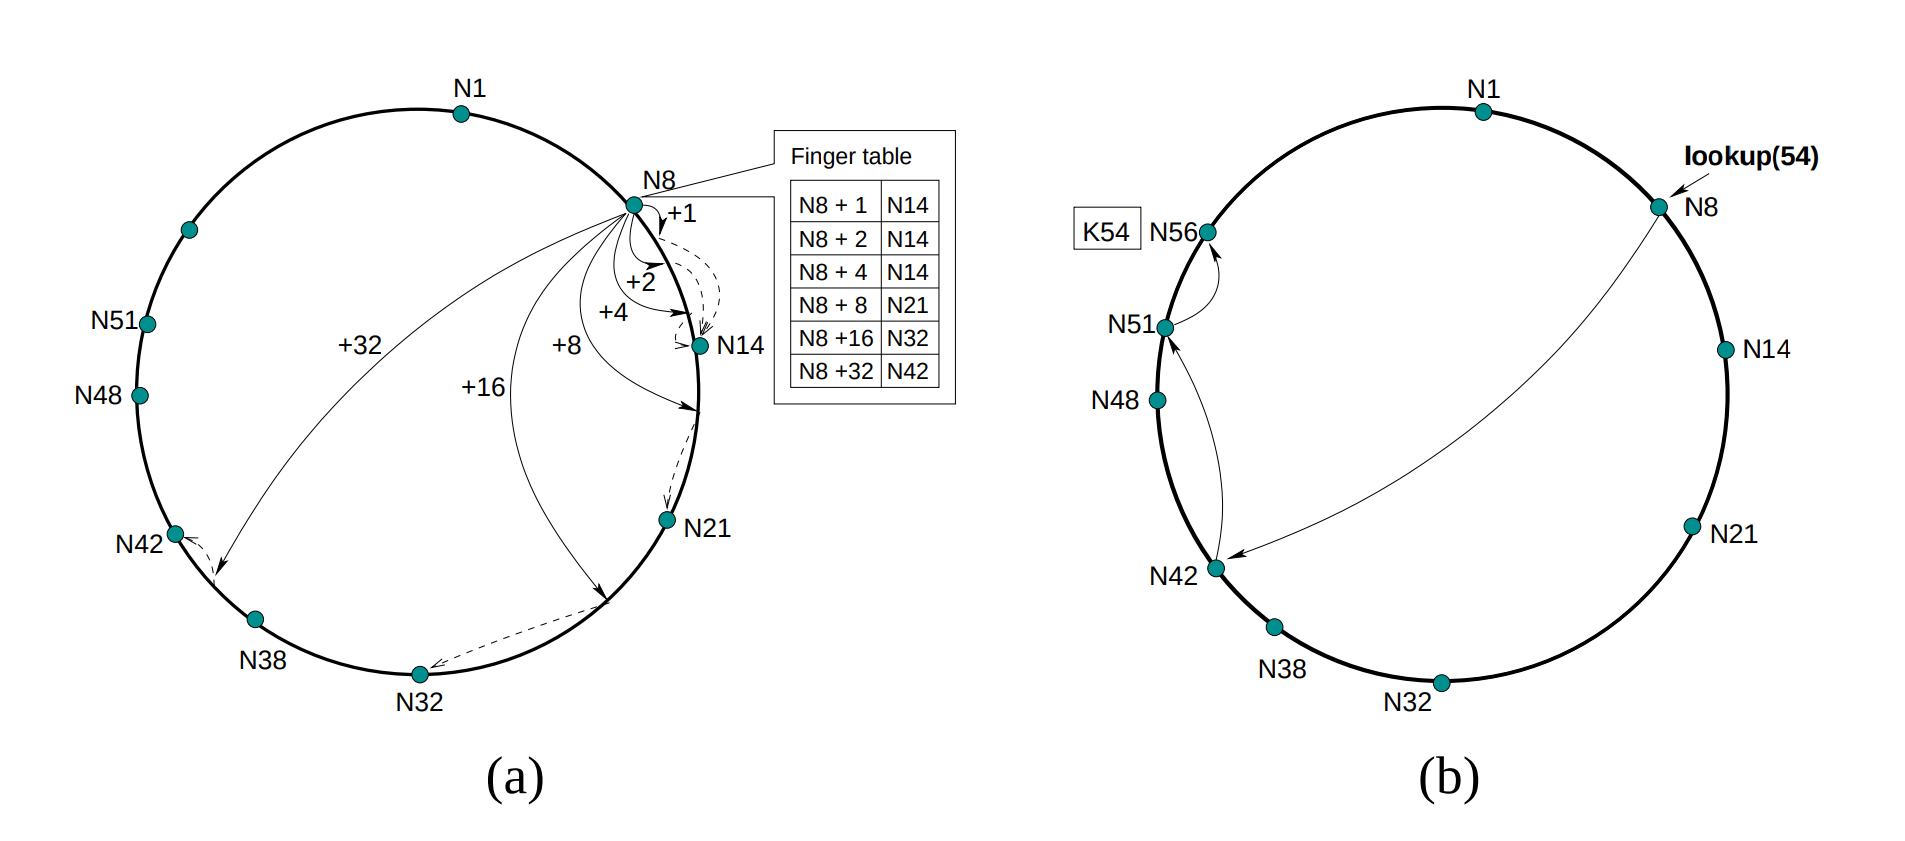 N1
N8
+1
+2
+4
+8
+16
+32
N14
N21
N32
N38
N42
N48
N51
Finger table
N8 + 1 N14
N8 + 2 N14
N8 + 4 N14
N8 + 8 N21
N8 +16 N32
N8 +32 N42
(a)
N1
lookup(54)
N8
N14
N21
N32
N38
N42
N48
N51
K54 N56
(b)